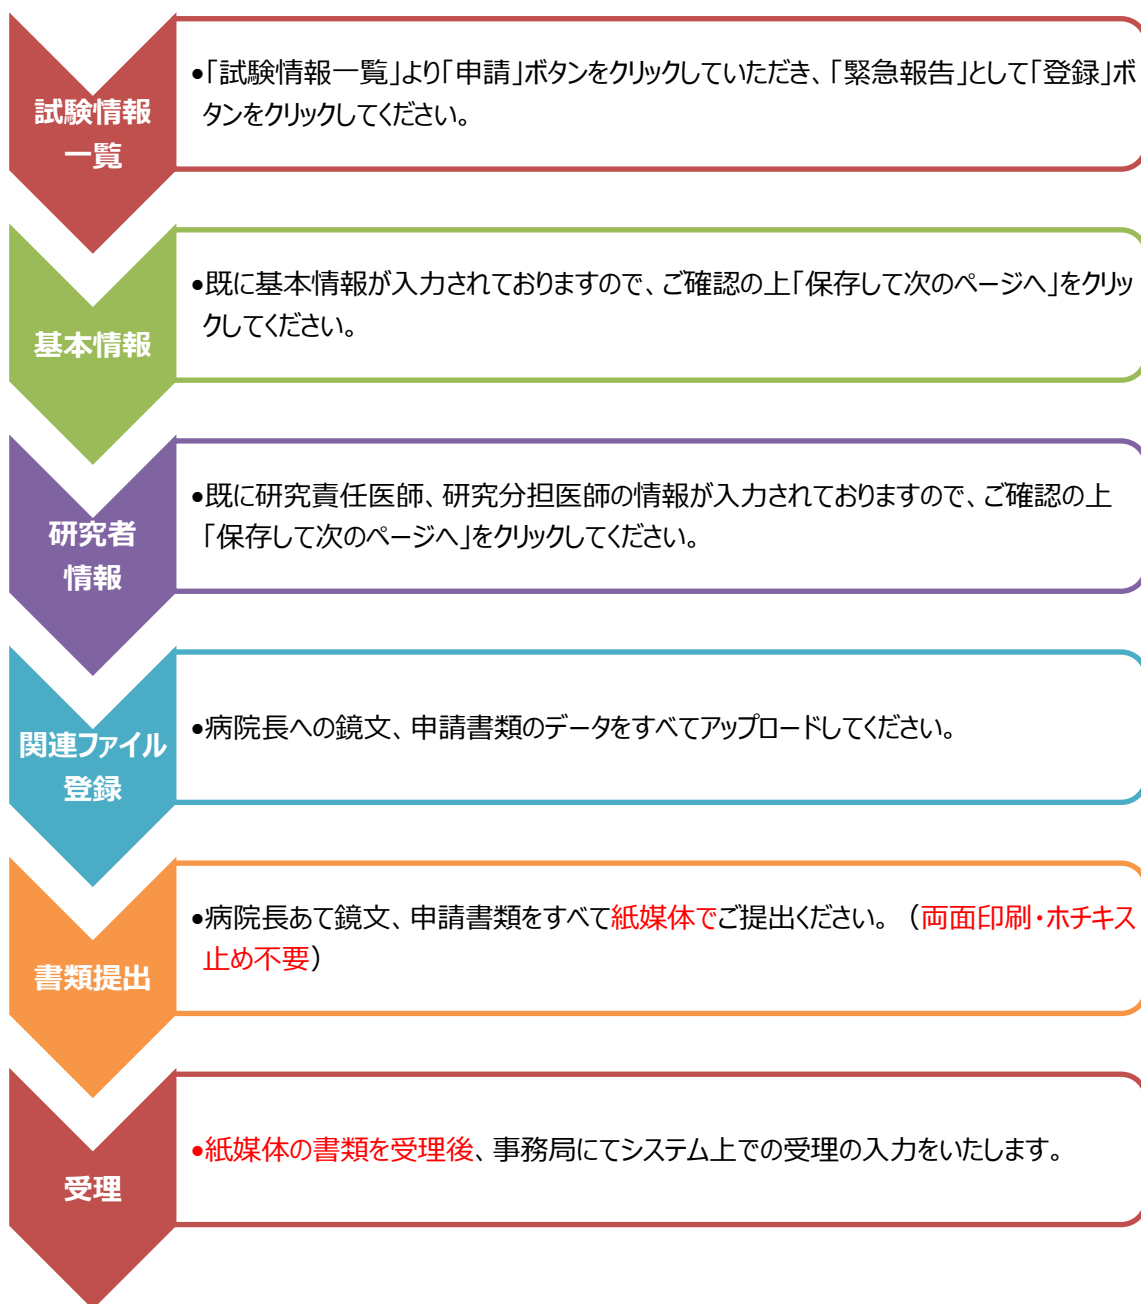 試験情報
一覧
•「試験情報一覧」より「申請」ボタンをクリックしていただき、「緊急報告」として「登録」ボ
タンをクリックしてください。
基本情報
•既に基本情報が入力されておりますので、ご確認の上「保存して次のページへ」をクリッ
クしてください。
研究者
情報
•既に研究責任医師、研究分担医師の情報が入力されておりますので、ご確認の上
「保存して次のページへ」をクリックしてください。
関連ファイル
登録
•病院長への鏡文、申請書類のデータをすべてアップロードしてください。
書類提出
•病院長あて鏡文、申請書類をすべて紙媒体でご提出ください。（両面印刷・ホチキス
止め不要）
受理
•紙媒体の書類を受理後、事務局にてシステム上での受理の入力をいたします。